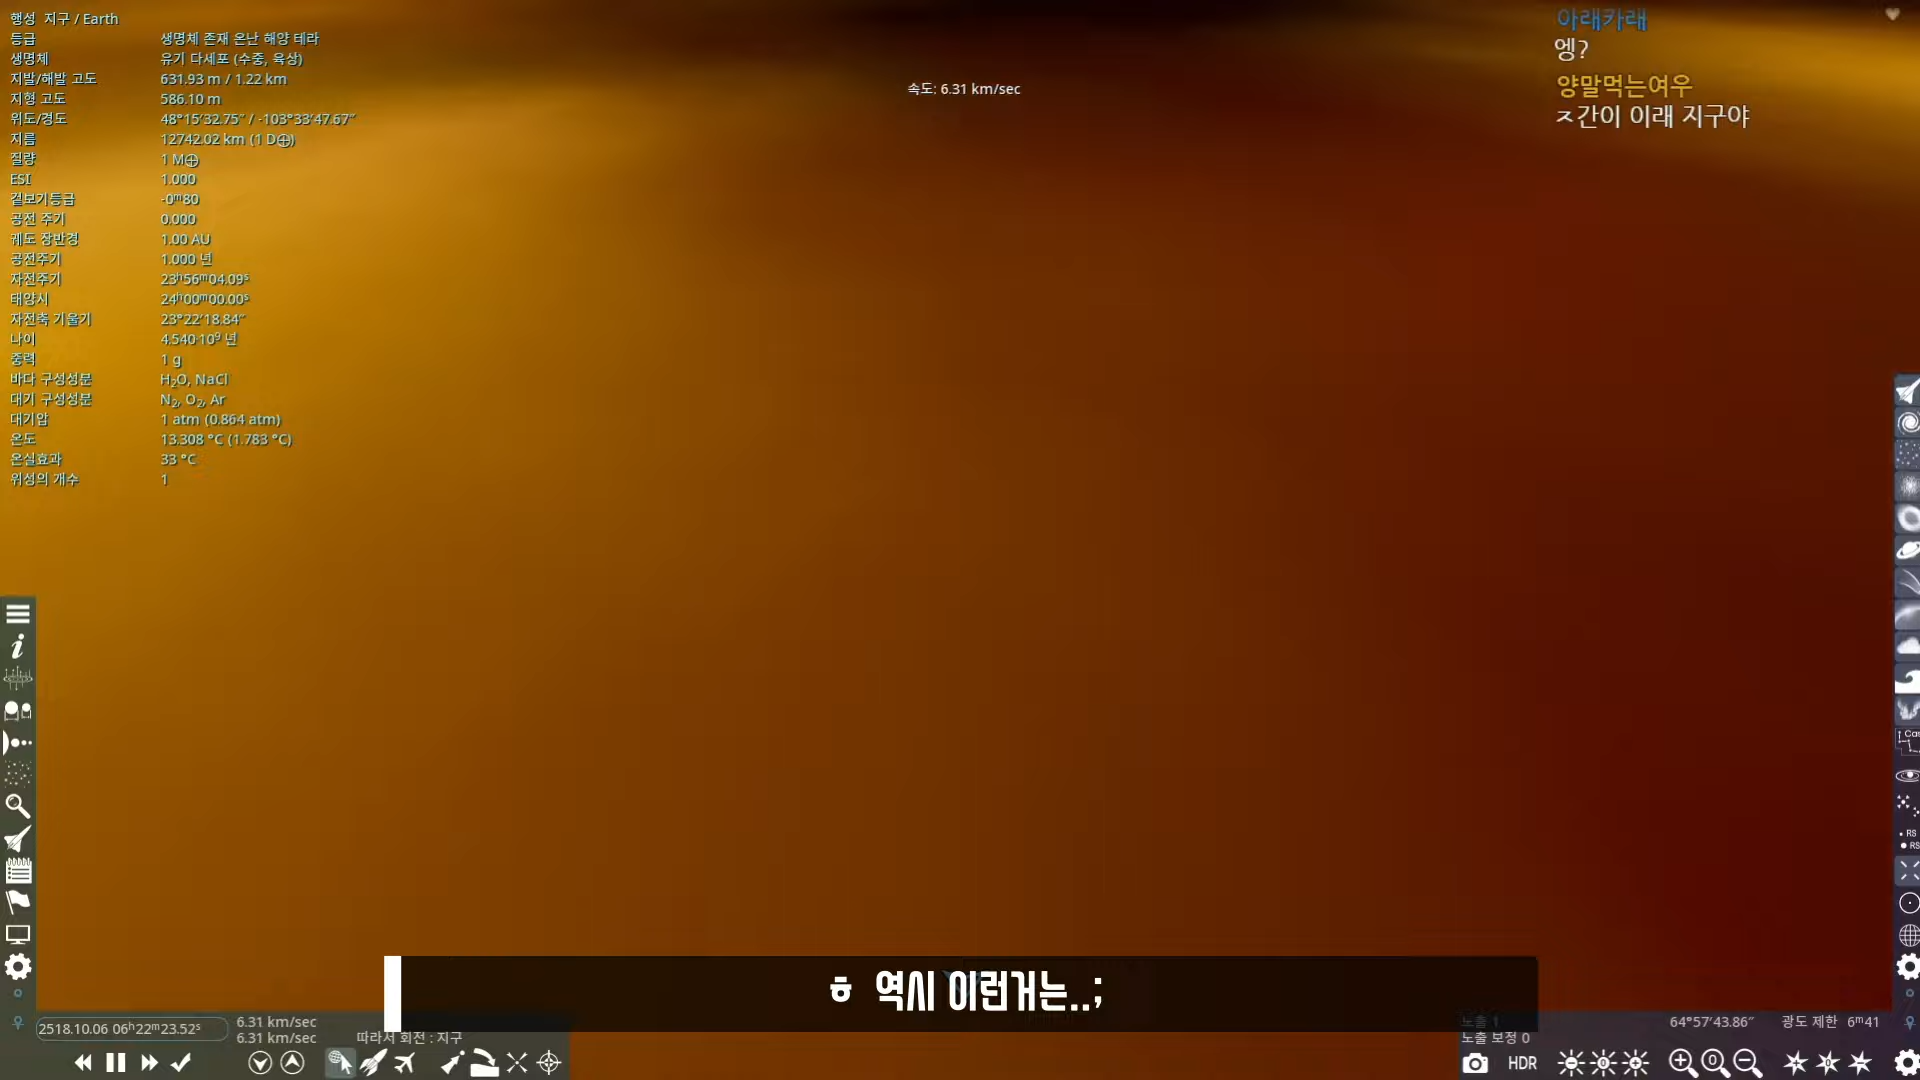 행성 지구 / Earth
등급 생명체 존재 온난 해양 테라
생명체 유기 다세포 (수중, 육상)
지발/해발 고도 631.93 m / 1.22 km
지형 고도 586.10 m
위도/경도 48°15′32.75″ / -103°33′47.67″
지름 12742.02 km (1 D⊕)
질량 1 M⊕
ESI 1.000
겉보기등급 -0ᵐ80
공전 주기 0.000
궤도 장반경 1.00 AU
공전주기 1.000 년
자전주기 23ʰ56ᵐ04.09ˢ
태양시 24ʰ00ᵐ00.00ˢ
자전축 기울기 23°22′18.84″
나이 4.540·10⁹ 년
중력 1 g
바다 구성성분 H₂O, NaCl
대기 구성성분 N₂, O₂, Ar
대기압 1 atm (0.864 atm)
온도 13.308 °C (1.783 °C)
온실효과 33 °C
위성의 개수 1
속도: 6.31 km/sec
아래카래
엥?
양말먹는여우
ㅈ간이 이래 지구야
ㅎ 역시 이런거는..;
2518.10.06 06ʰ22ᵐ23.52ˢ
6.31 km/sec
6.31 km/sec
따라서 회전 : 지구
노출 1
노출 보정 0
64°57′43.86″
광도 제한 6ᵐ41
HDR
RS
RS